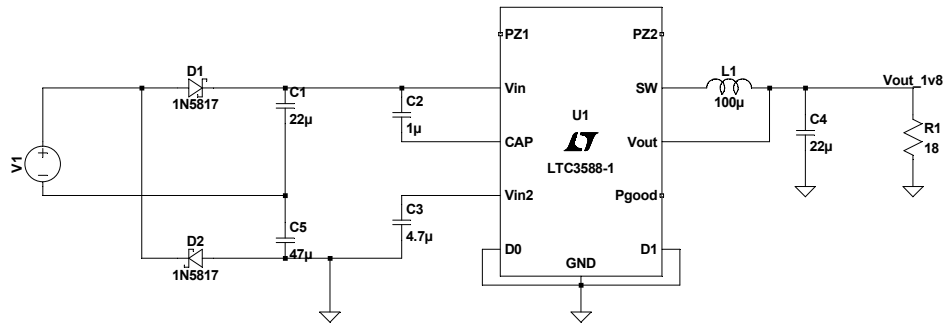 PZ1
PZ2
D1
1N5817
C1
22µ
C2
1µ
Vin
SW
L1
100µ
Vout_1v8
V1
CAP
U1
LTC3588-1
Vout
C4
22µ
R1
18
Vin2
Pgood
C3
4.7µ
C5
47µ
D2
1N5817
D0
D1
GND